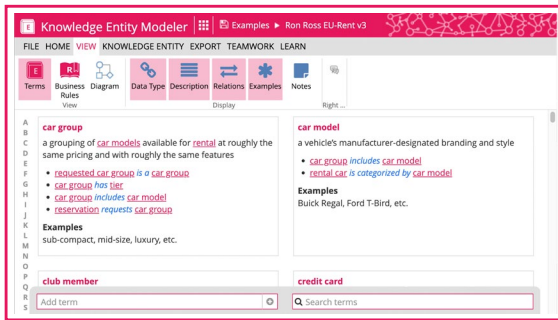 E Knowledge Entity Modeler Examples ▶ Ron Ross EU-Rent v3
FILE HOME VIEW KNOWLEDGE ENTITY EXPORT TEAMWORK LEARN
E R
Terms Business Rules Diagram Data Type Description Relations Examples Notes
View Display Right ...
A
B
C
D
E
F
G
H
I
J
K
L
M
N
O
P
Q
R
S
car group
a grouping of car models available for rental at roughly the
same pricing and with roughly the same features
• requested car group is a car group
• car group has tier
• car group includes car model
• reservation requests car group
Examples
sub-compact, mid-size, luxury, etc.
car model
a vehicle's manufacturer-designated branding and style
• car group includes car model
• rental car is categorized by car model
Examples
Buick Regal, Ford T-Bird, etc.
club member
credit card
Add term
Search terms